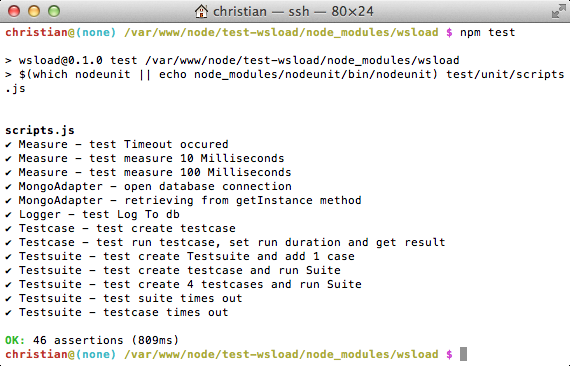 christian — ssh — 80×24
christian@(none) /var/www/node/test-wsload/node_modules/wsload $ npm test
> wsload@0.1.0 test /var/www/node/test-wsload/node_modules/wsload
> $(which nodeunit || echo node_modules/nodeunit/bin/nodeunit) test/unit/scripts
.js
scripts.js
✔ Measure - test Timeout occured
✔ Measure - test measure 10 Milliseconds
✔ Measure - test measure 100 Milliseconds
✔ MongoAdapter - open database connection
✔ MongoAdapter - retrieving from getInstance method
✔ Logger - test Log To db
✔ Testcase - test create testcase
✔ Testcase - test run testcase, set run duration and get result
✔ Testsuite - test create Testsuite and add 1 case
✔ Testsuite - test create testcase and run Suite
✔ Testsuite - test create 4 testcases and run Suite
✔ Testsuite - test suite times out
✔ Testsuite - testcase times out
OK: 46 assertions (809ms)
christian@(none) /var/www/node/test-wsload/node_modules/wsload $